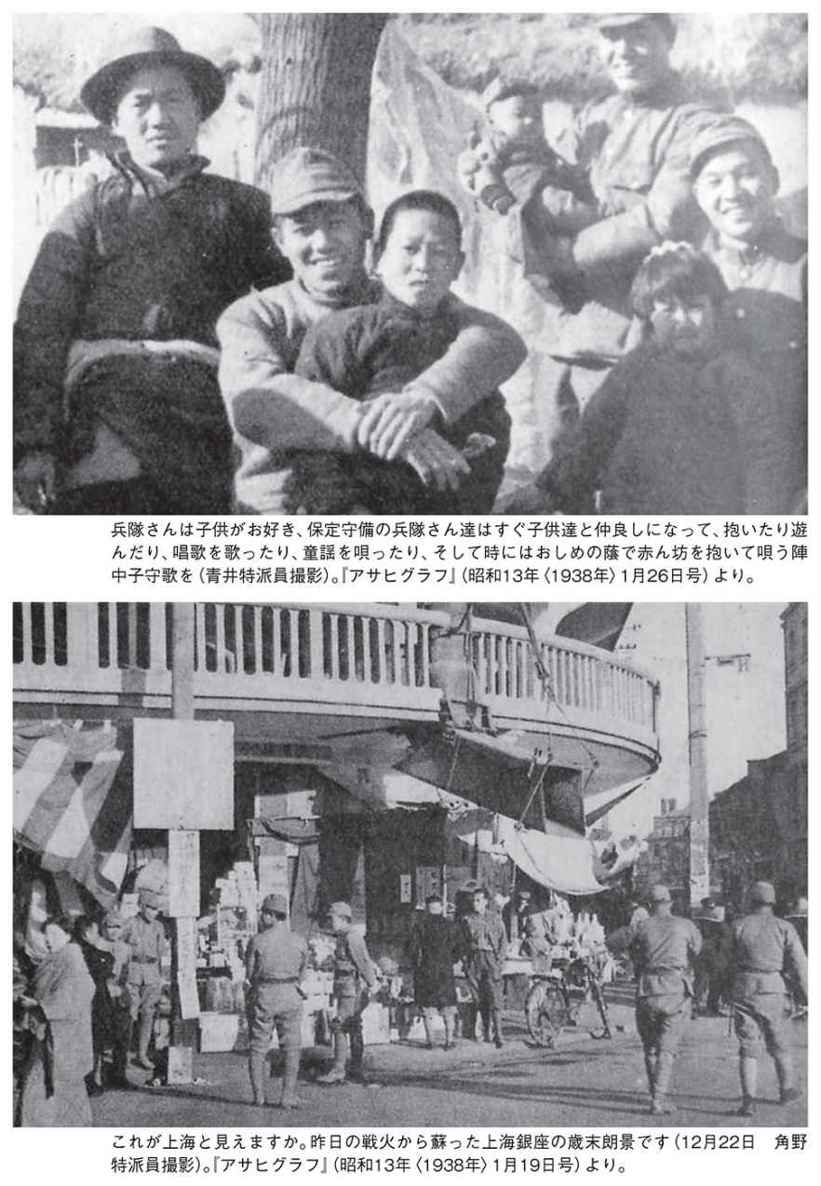 兵隊さんは子供がお好き、保定守備の兵隊さん達はすぐ子供達と仲良しになって、抱いたり遊
んだり、唱歌を歌ったり、童謡を唄ったり、そして時にはおしめの蔭で赤ん坊を抱いて唄う陣
中子守歌を（青井特派員撮影）。『アサヒグラフ』（昭和13年〈1938年〉1月26日号）より。
これが上海と見えますか。昨日の戦火から蘇った上海銀座の歳末朗景です（12月22日　角野
特派員撮影）。『アサヒグラフ』（昭和13年〈1938年〉1月19日号）より。